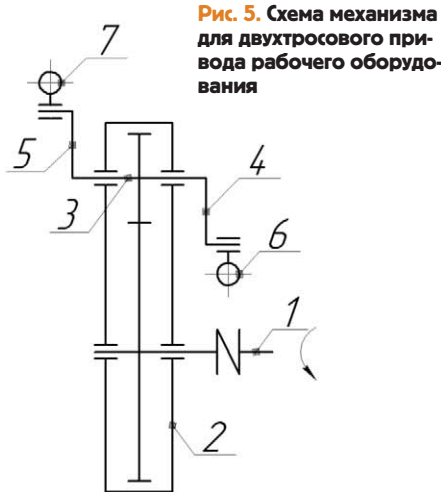 Рис. 5. Схема механизма
для двухтросового при-
вода рабочего оборудо-
вания
7
5
4
3
6
1
2